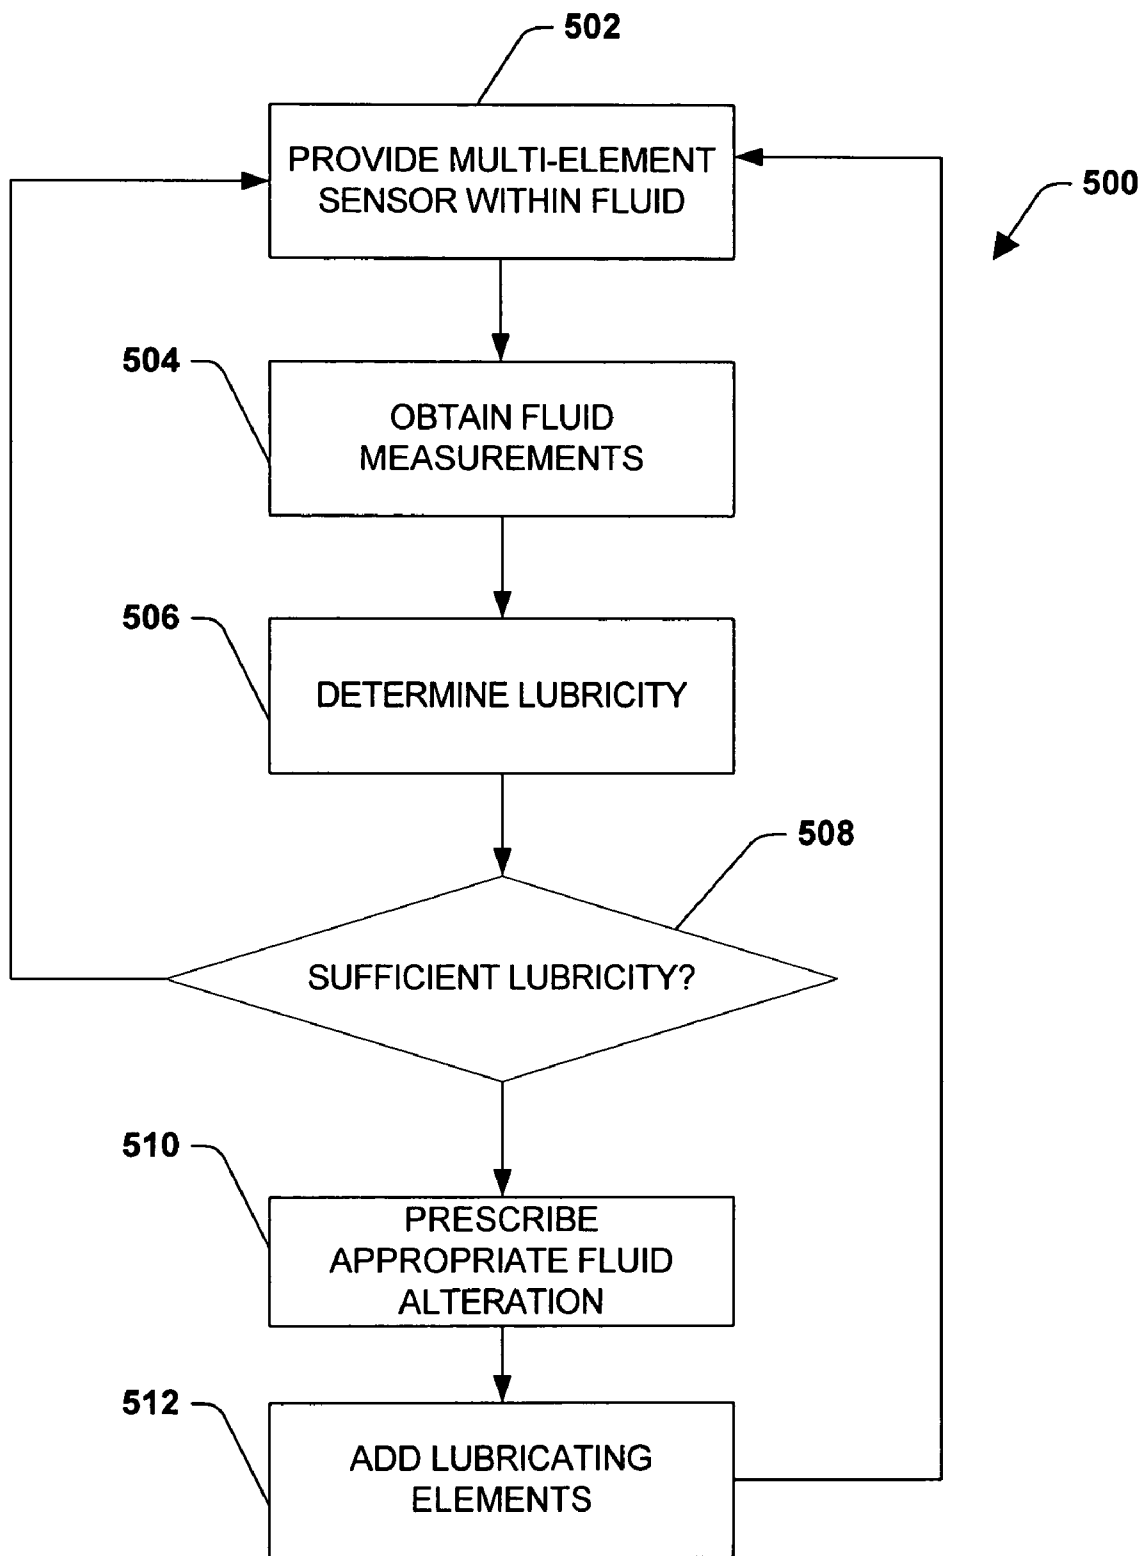 502
PROVIDE MULTI-ELEMENT
SENSOR WITHIN FLUID
500
504
OBTAIN FLUID
MEASUREMENTS
506
DETERMINE LUBRICITY
508
SUFFICIENT LUBRICITY?
510
PRESCRIBE
APPROPRIATE FLUID
ALTERATION
512
ADD LUBRICATING
ELEMENTS